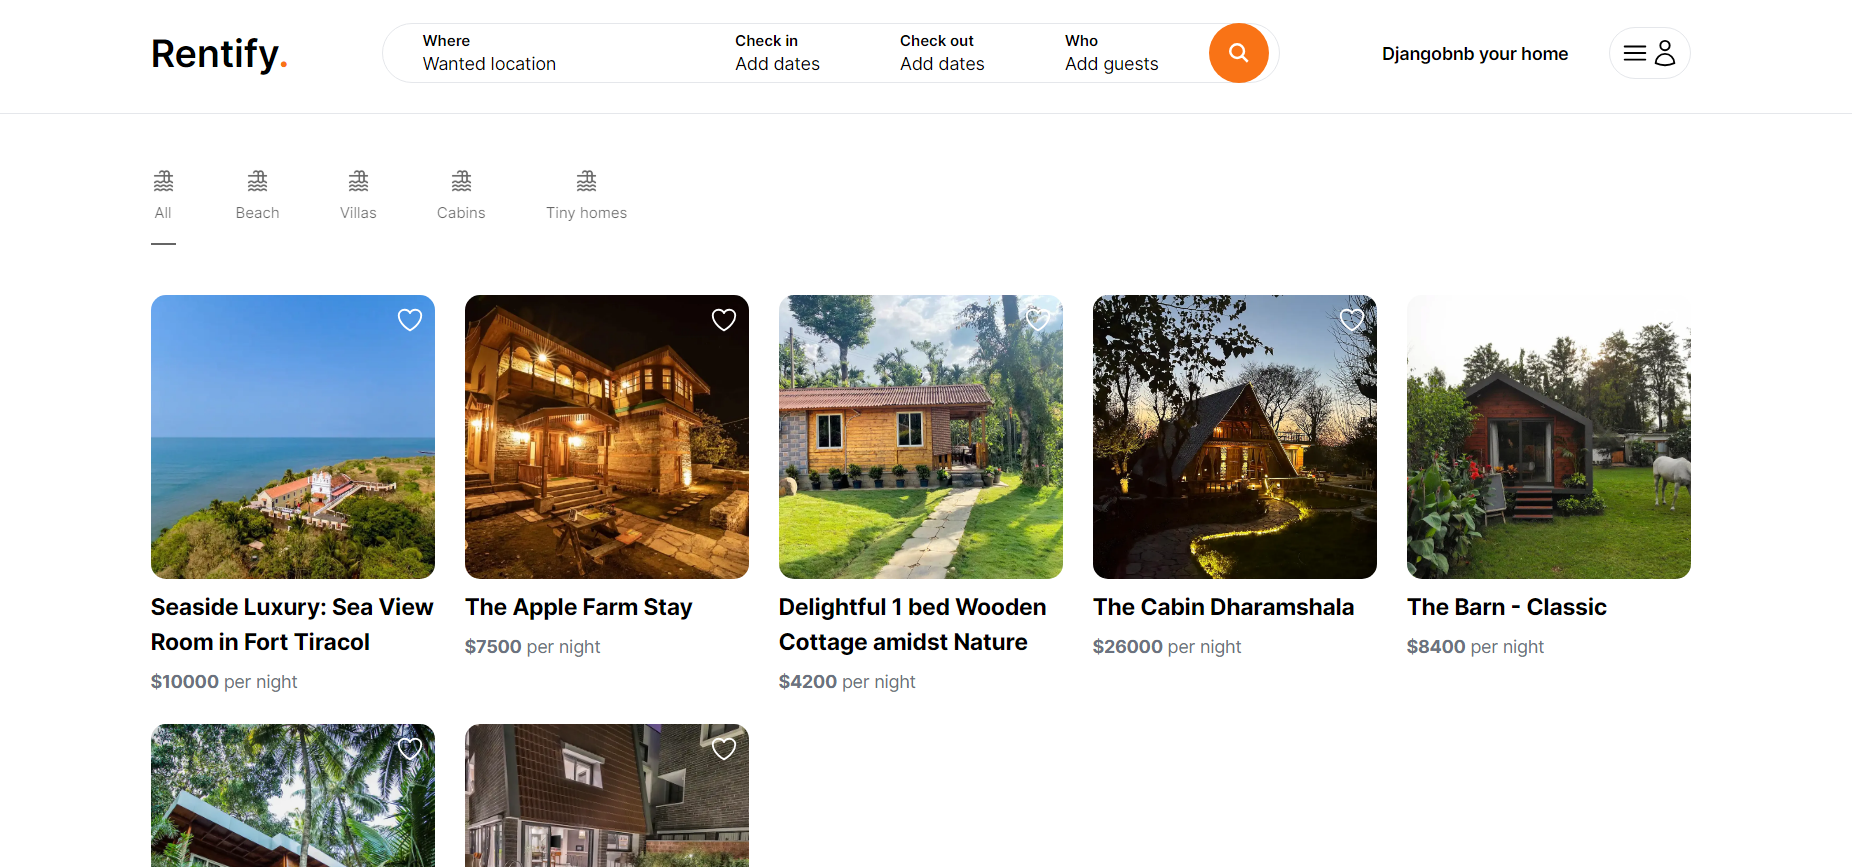 Rentify.
Where
Wanted location
Check in
Add dates
Check out
Add dates
Who
Add guests
Djangobnb your home
All
Beach
Villas
Cabins
Tiny homes
Seaside Luxury: Sea View
Room in Fort Tiracol
$10000 per night
The Apple Farm Stay
$7500 per night
Delightful 1 bed Wooden
Cottage amidst Nature
$4200 per night
The Cabin Dharamshala
$26000 per night
The Barn - Classic
$8400 per night